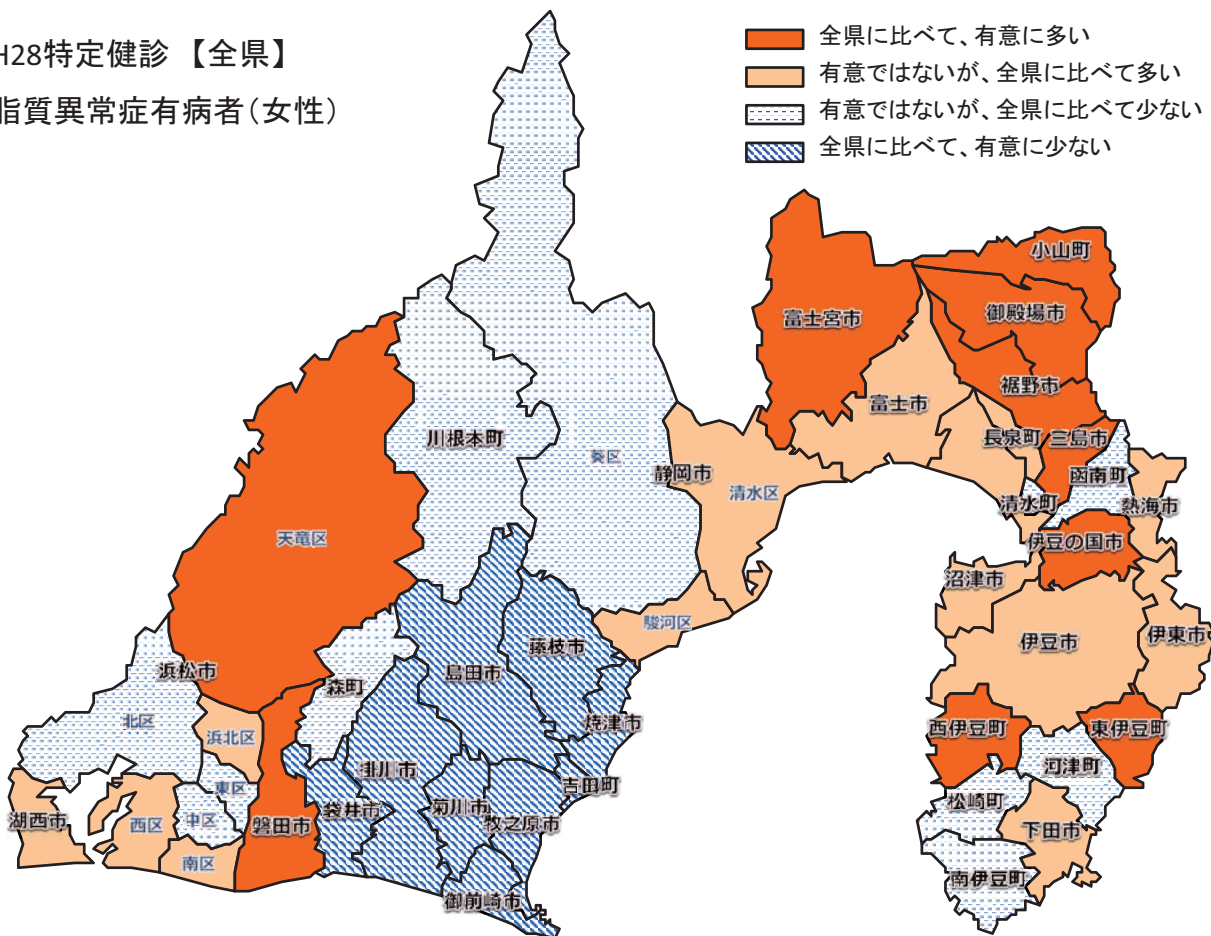 H28特定健診 【全県】
脂質異常症有病者(女性)
全県に比べて、有意に多い
有意ではないが、全県に比べて多い
有意ではないが、全県に比べて少ない
全県に比べて、有意に少ない
小山町
御殿場市
富士宮市
裾野市
富士市
長泉町
三島市
川根本町
葵区
静岡市
清水区
函南町
清水町
熱海市
天竜区
伊豆の国市
沼津市
駿河区
伊豆市
伊東市
藤枝市
浜松市
島田市
森町
北区
浜北区
焼津市
西伊豆町
東伊豆町
掛川市
河津町
東区
吉田町
湖西市
西区
中区
磐田市
袋井市
菊川市
牧之原市
松崎町
下田市
南区
御前崎市
南伊豆町